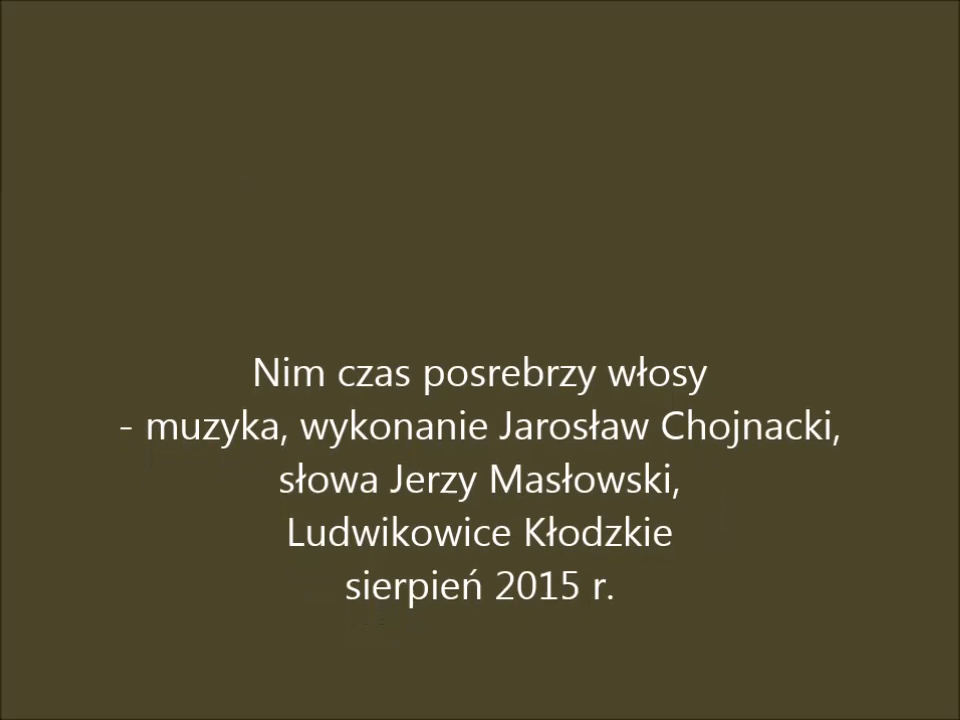 Nim czas posrebrzy włosy
- muzyka, wykonanie Jarosław Chojnacki,
słowa Jerzy Masłowski,
Ludwikowice Kłodzkie
sierpień 2015 r.